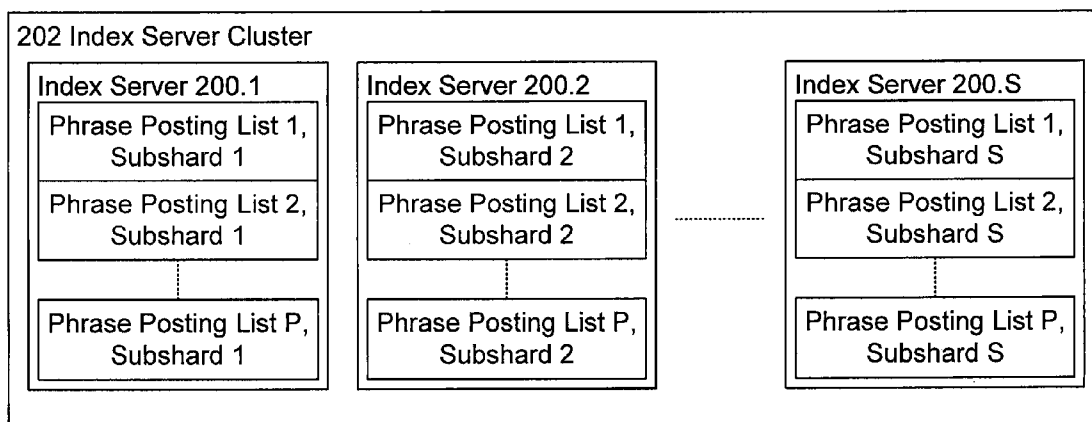 202 Index Server Cluster
Index Server 200.1
Phrase Posting List 1,
Subshard 1
Phrase Posting List 2,
Subshard 1
Phrase Posting List P,
Subshard 1
Index Server 200.2
Phrase Posting List 1,
Subshard 2
Phrase Posting List 2,
Subshard 2
Phrase Posting List P,
Subshard 2
Index Server 200.S
Phrase Posting List 1,
Subshard S
Phrase Posting List 2,
Subshard S
Phrase Posting List P,
Subshard S